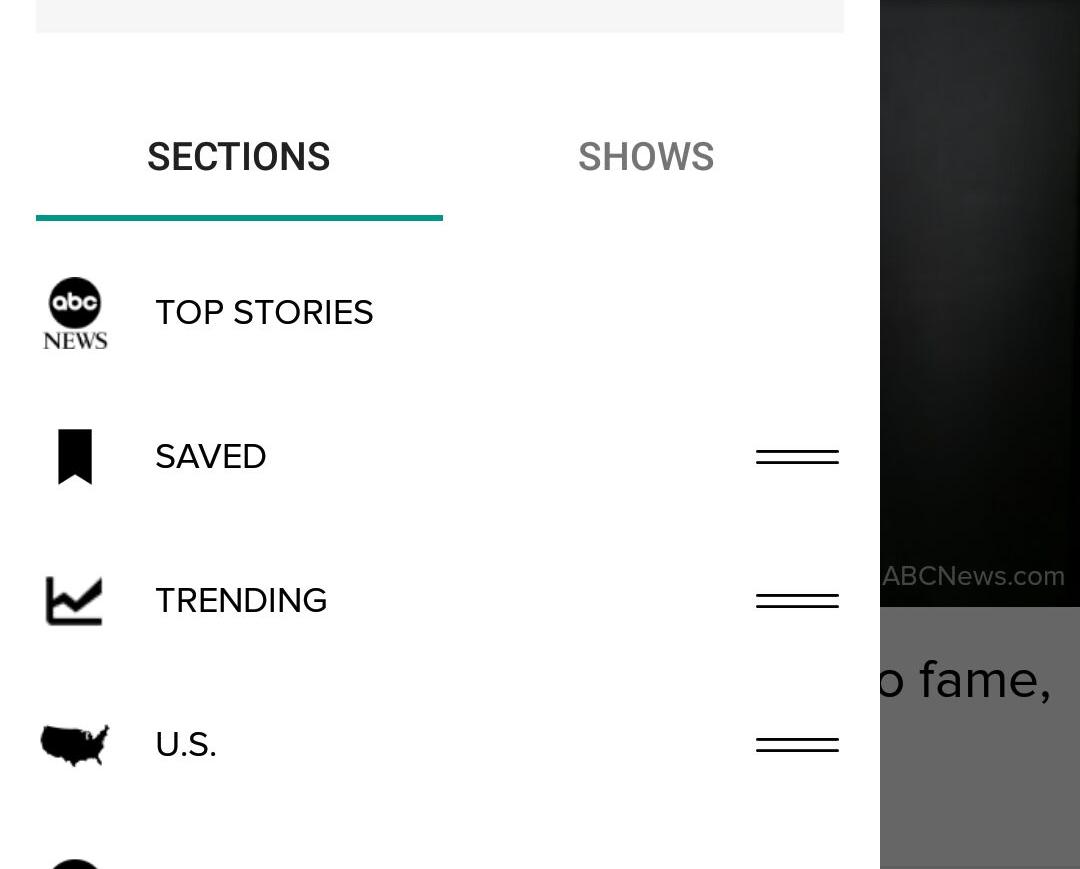 SECTIONS
SHOWS
abc
NEWS
TOP STORIES
SAVED
TRENDING
U.S.
ABCNews.com
o fame,